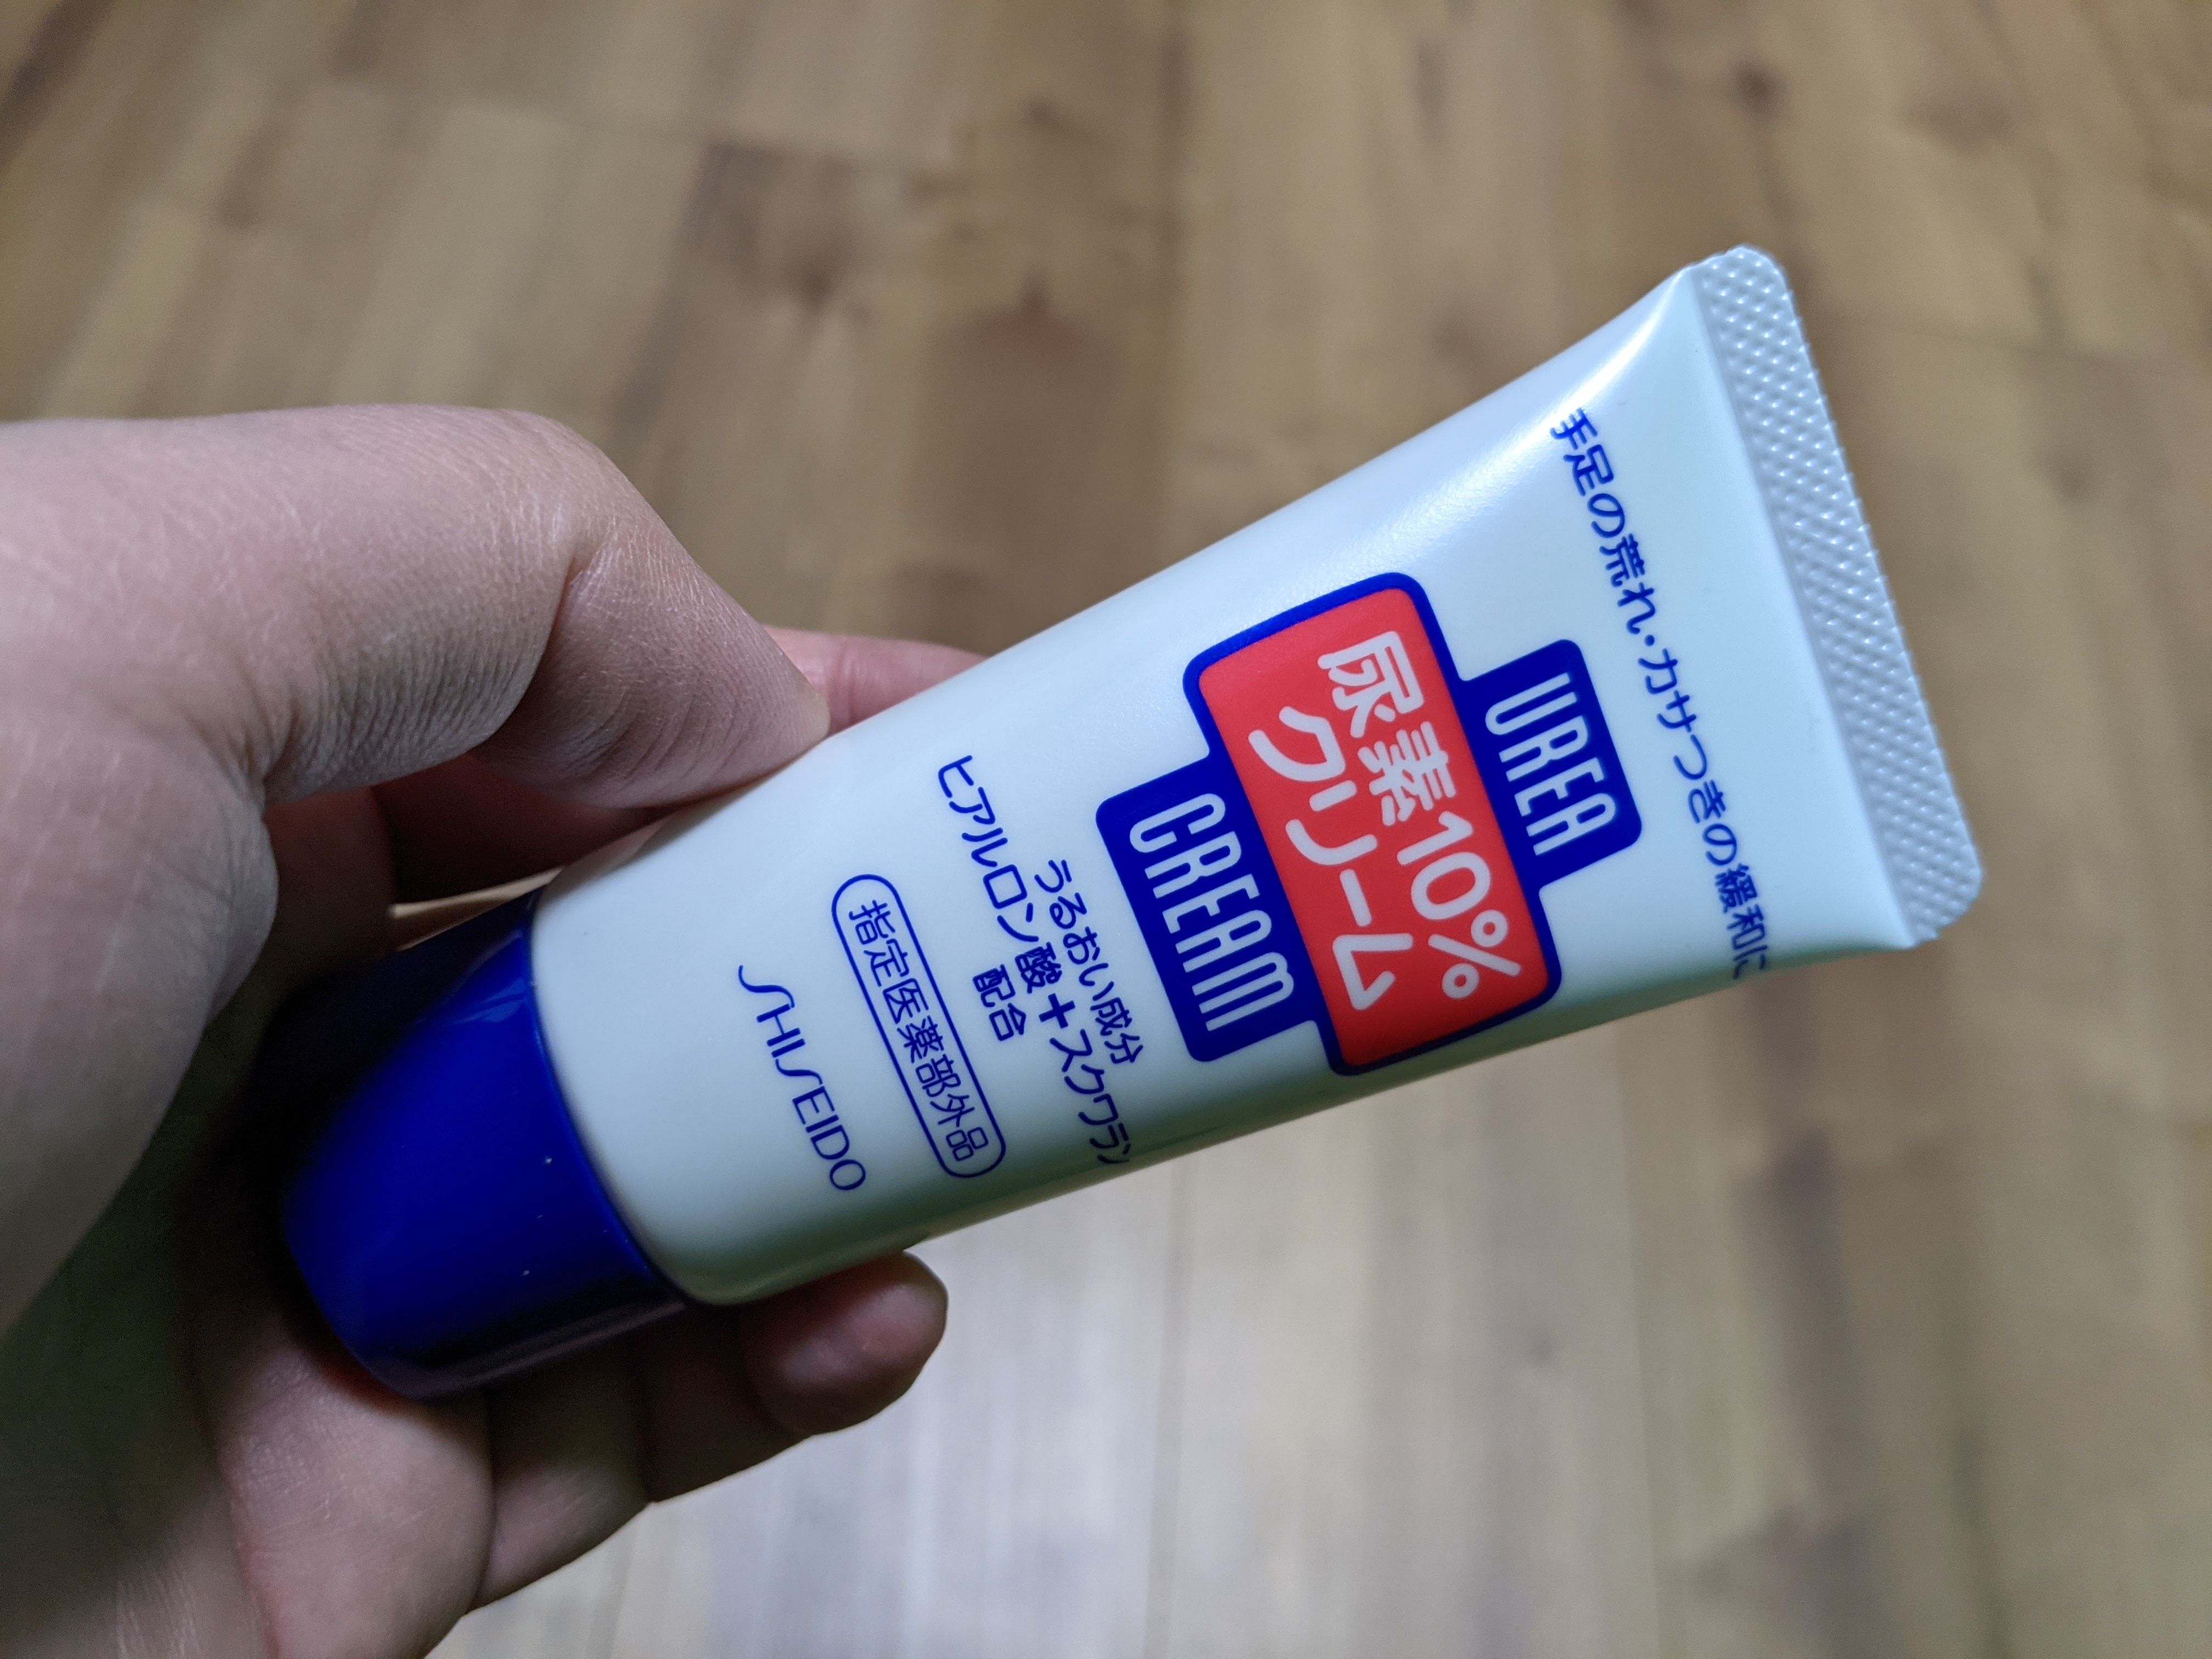 手足の荒れ・カサつきの緩和に
UREA
尿素10%
クリーム
CREAM
うるおい成分
ヒアルロン酸+スクワラン
配合
指定医薬部外品
SHISEIDO